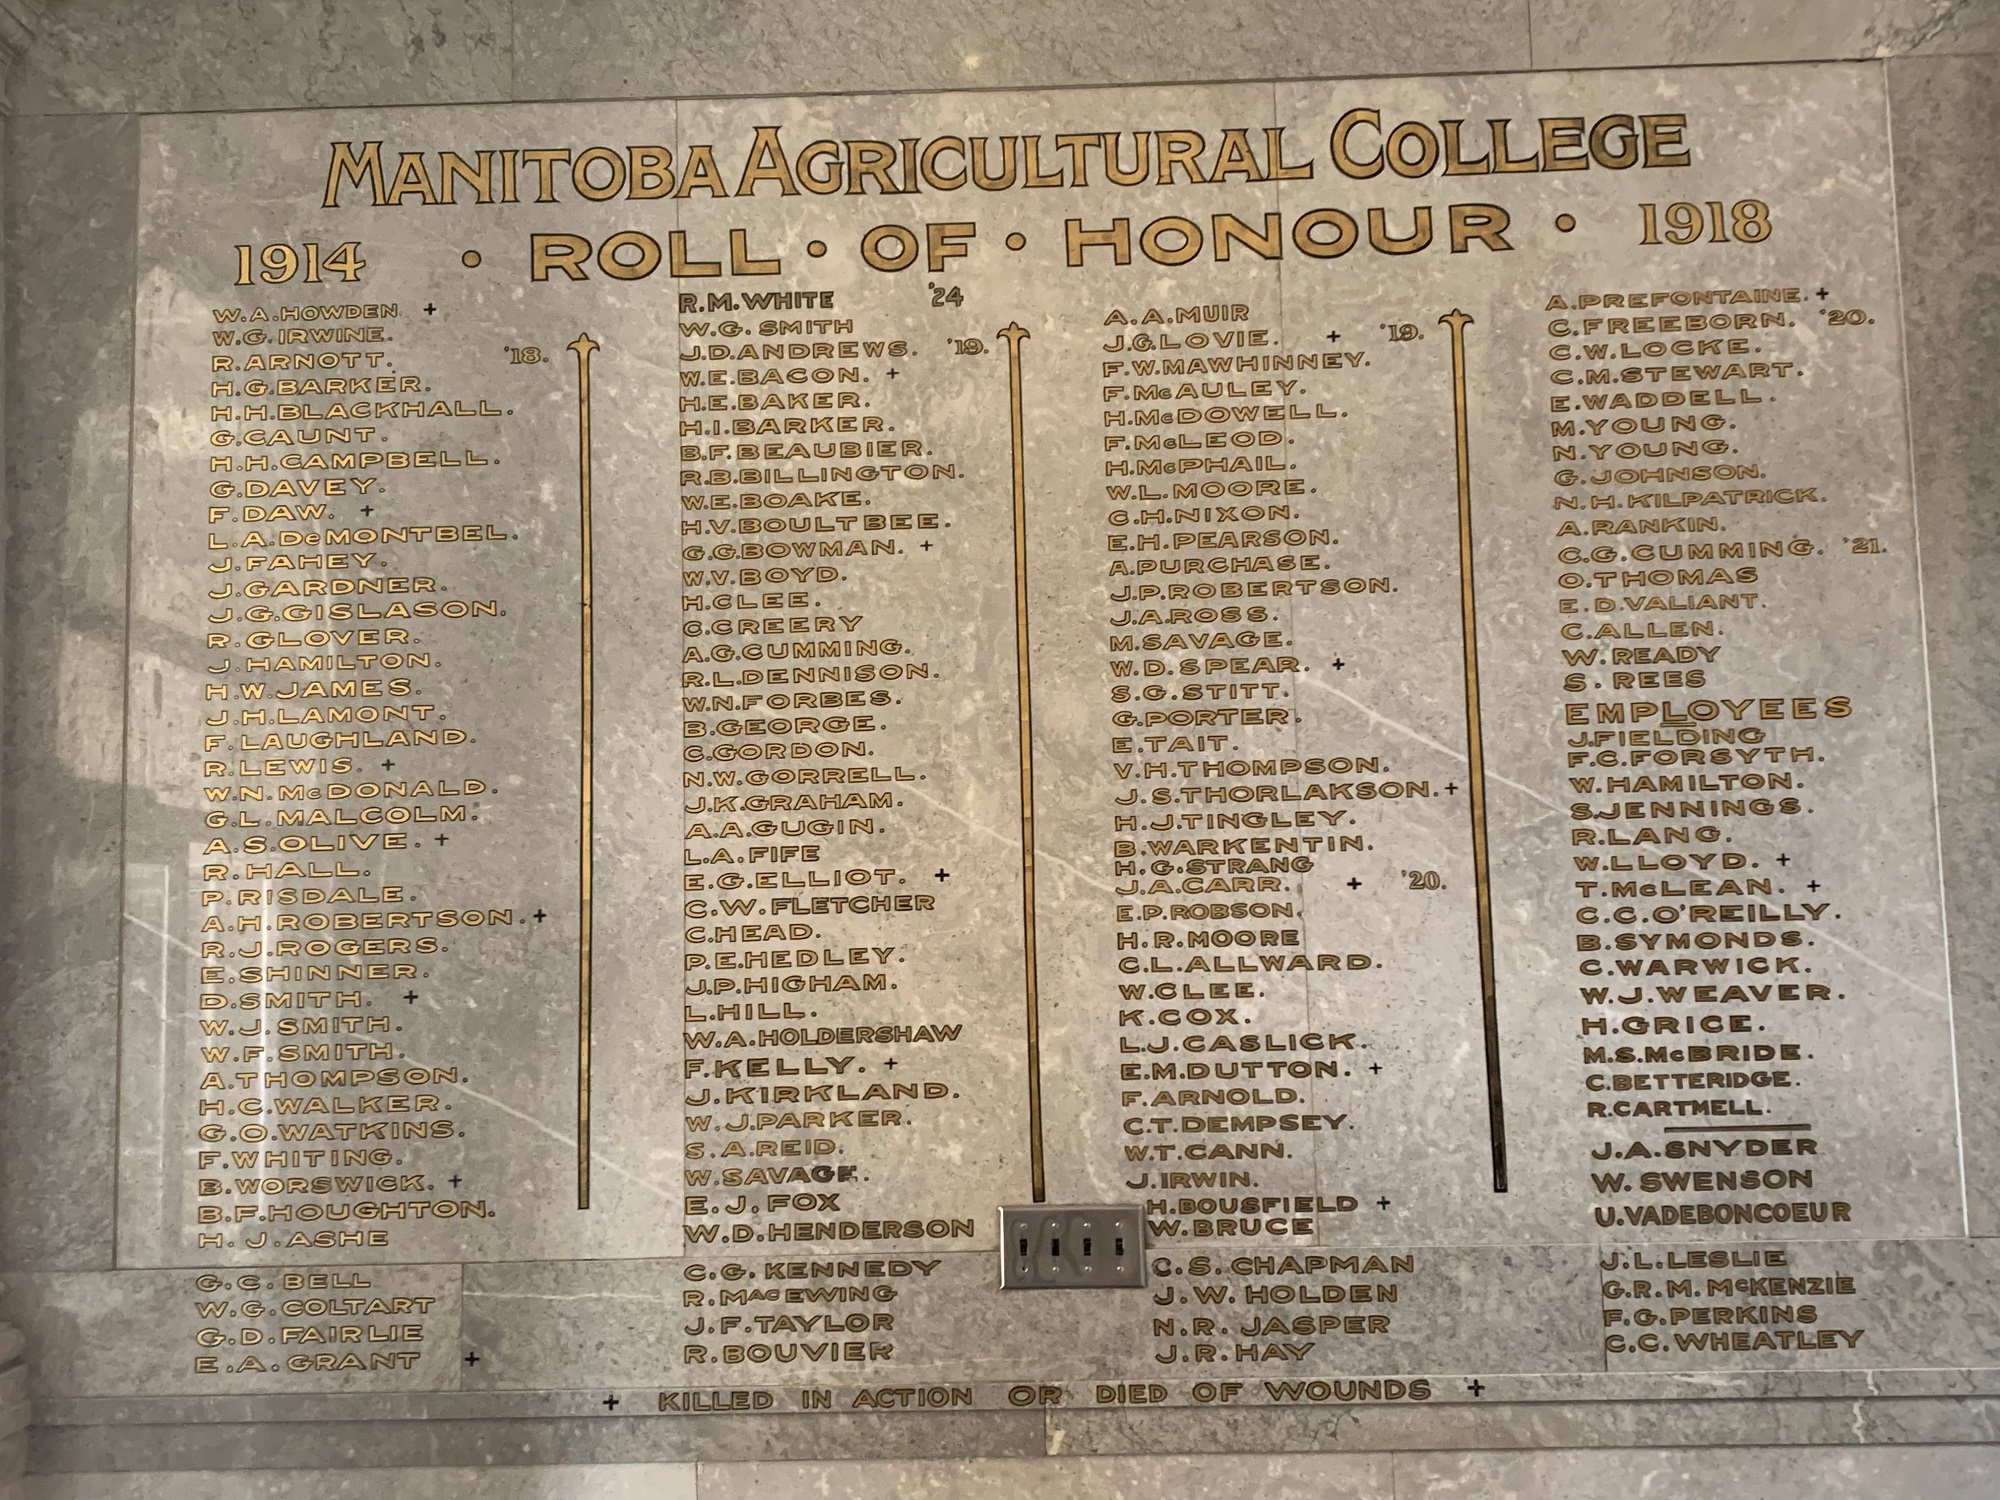 MANITOBA AGRICULTURAL COLLEGE
1914 • ROLL • OF • HONOUR • 1918
W.A.HOWDEN +
W.G.IRWINE.
R.ARNOTT. '18.
H.G.BARKER.
H.H.BLACKHALL.
G.CAUNT.
H.H.CAMPBELL.
G.DAVEY.
F.DAW. +
L.A.DeMONTBEL.
J.FAHEY.
J.GARDNER.
J.G.GISLASON.
R.GLOVER.
J.HAMILTON.
H.W.JAMES.
J.H.LAMONT.
F.LAUGHLAND.
R.LEWIS. +
W.N.McDONALD.
G.L.MALCOLM.
A.S.OLIVE. +
R.HALL.
P.RISDALE.
A.H.ROBERTSON. +
R.J.ROGERS.
E.SHINNER.
D.SMITH. +
W.J.SMITH.
W.F.SMITH.
A.THOMPSON.
H.C.WALKER.
G.O.WATKINS.
F.WHITING.
B.WORSWICK. +
B.F.HOUGHTON.
H.J.ASHE
G.C.BELL
W.G.COLTART
G.D.FAIRLIE
E.A.GRANT +
R.M.WHITE '24
W.G.SMITH
J.D.ANDREWS. '19.
W.E.BACON. +
H.E.BAKER.
H.I.BARKER.
B.F.BEAUBIER.
R.B.BILLINGTON.
W.E.BOAKE.
H.V.BOULTBEE.
G.G.BOWMAN. +
W.V.BOYD.
H.CLEE.
C.CREERY
A.G.CUMMING.
R.L.DENNISON.
W.N.FORBES.
B.GEORGE.
C.GORDON.
N.W.GORRELL.
J.K.GRAHAM.
A.A.GUGIN.
L.A.FIFE
E.G.ELLIOT. +
C.W.FLETCHER
C.HEAD.
P.E.HEDLEY.
J.P.HIGHAM.
L.HILL.
W.A.HOLDERSHAW
F.KELLY. +
J.KIRKLAND.
W.J.PARKER.
S.A.REID.
W.SAVAGE.
E.J.FOX
W.D.HENDERSON
C.G.KENNEDY
R.MacEWING
J.F.TAYLOR
R.BOUVIER
A.A.MUIR
J.G.LOVIE. + '19.
F.W.MAWHINNEY.
F.McAULEY.
H.McDOWELL.
F.McLEOD.
H.McPHAIL.
W.L.MOORE.
C.H.NIXON.
E.H.PEARSON.
A.PURCHASE.
J.P.ROBERTSON.
J.A.ROSS.
M.SAVAGE.
W.D.SPEAR. +
S.G.STITT.
G.PORTER.
E.TAIT.
V.H.THOMPSON.
J.S.THORLAKSON. +
H.J.TINGLEY.
B.WARKENTIN.
H.G.STRANG
J.A.CARR. + '20.
E.P.ROBSON.
H.R.MOORE
C.L.ALLWARD.
W.CLEE.
K.COX.
L.J.CASLICK.
E.M.DUTTON. +
F.ARNOLD.
C.T.DEMPSEY.
W.T.CANN.
J.IRWIN.
H.BOUSFIELD +
W.BRUCE
C.S.CHAPMAN
J.W.HOLDEN
N.R.JASPER
J.R.HAY
A.PREFONTAINE. +
C.FREEBORN. '20.
C.W.LOCKE.
C.M.STEWART.
E.WADDELL.
M.YOUNG.
N.YOUNG.
G.JOHNSON.
N.H.KILPATRICK.
A.RANKIN.
C.G.CUMMING. '21.
O.THOMAS
E.D.VALIANT.
C.ALLEN.
W.READY
S.REES
EMPLOYEES
J.FIELDING
F.C.FORSYTH.
W.HAMILTON.
S.JENNINGS.
R.LANG.
W.LLOYD. +
T.McLEAN. +
C.C.O'REILLY.
B.SYMONDS.
C.WARWICK.
W.J.WEAVER.
H.GRICE.
M.S.McBRIDE.
C.BETTERIDGE.
R.CARTMELL.
J.A.SNYDER
W.SWENSON
U.VADEBONCOEUR
J.L.LESLIE
G.R.M.McKENZIE
F.G.PERKINS
C.C.WHEATLEY
+ KILLED IN ACTION OR DIED OF WOUNDS +